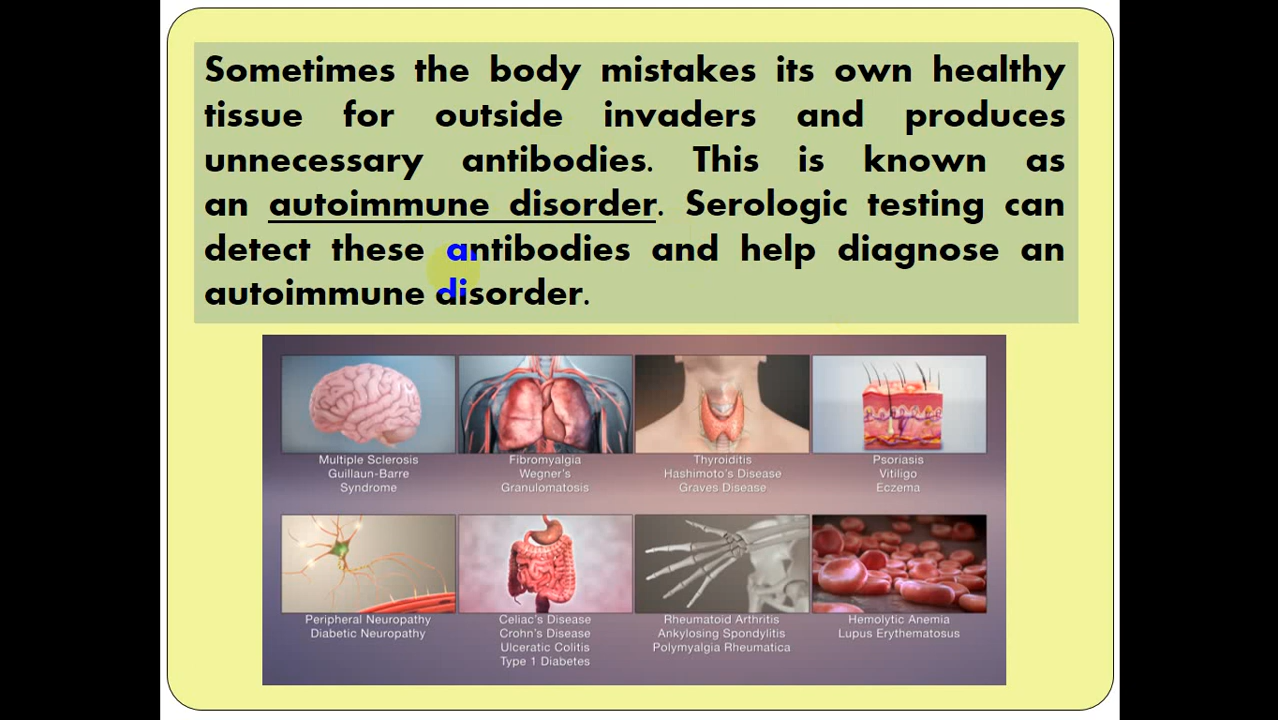 Sometimes the body mistakes its own healthy
tissue for outside invaders and produces
unnecessary antibodies. This is known as
an autoimmune disorder. Serologic testing can
detect these antibodies and help diagnose an
autoimmune disorder.
Multiple Sclerosis
Guillaun-Barre
Syndrome
Fibromyalgia
Wegner's
Granulomatosis
Thyroiditis
Hashimoto's Disease
Graves Disease
Psoriasis
Vitiligo
Eczema
Peripheral Neuropathy
Diabetic Neuropathy
Celiac's Disease
Crohn's Disease
Ulceratic Colitis
Type 1 Diabetes
Rheumatoid Arthritis
Ankylosing Spondylitis
Polymyalgia Rheumatica
Hemolytic Anemia
Lupus Erythematosus